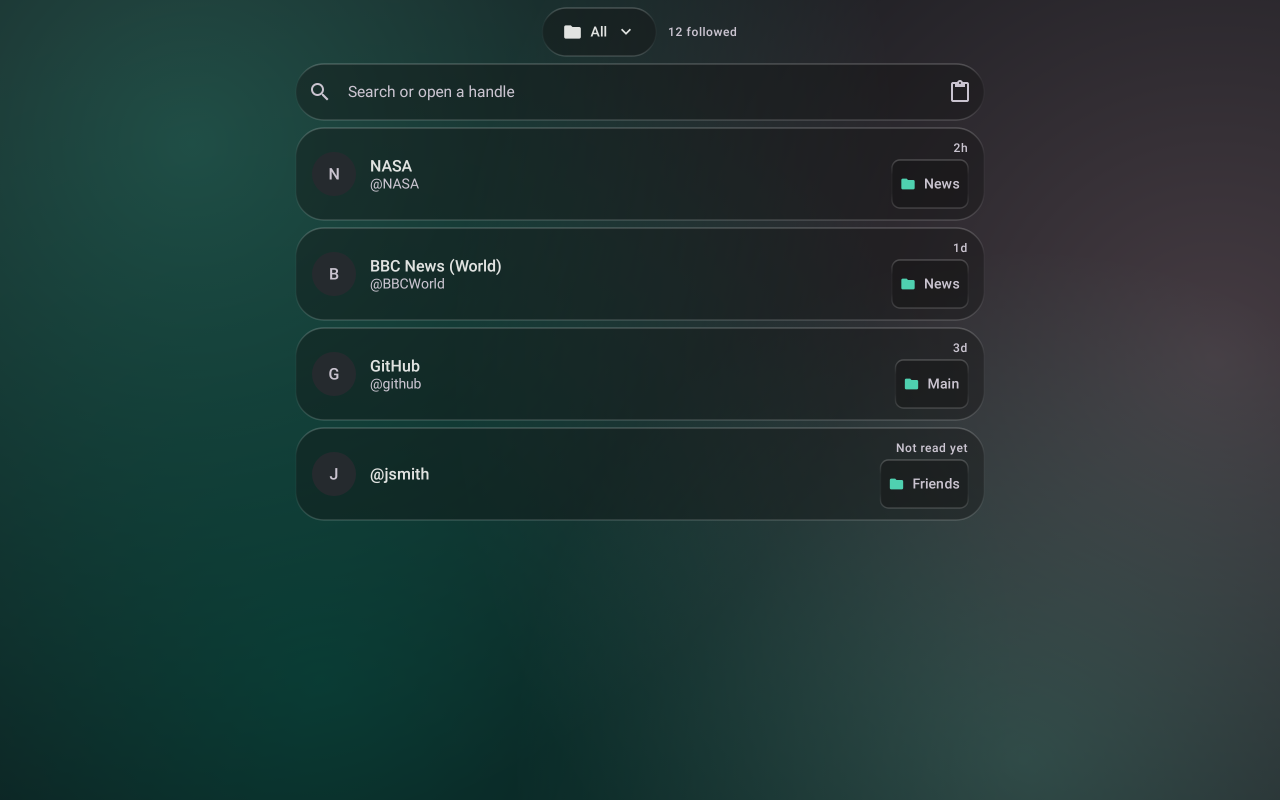 All
12 followed
Search or open a handle
N
NASA
@NASA
2h
News
B
BBC News (World)
@BBCWorld
1d
News
G
GitHub
@github
3d
Main
J
@jsmith
Not read yet
Friends